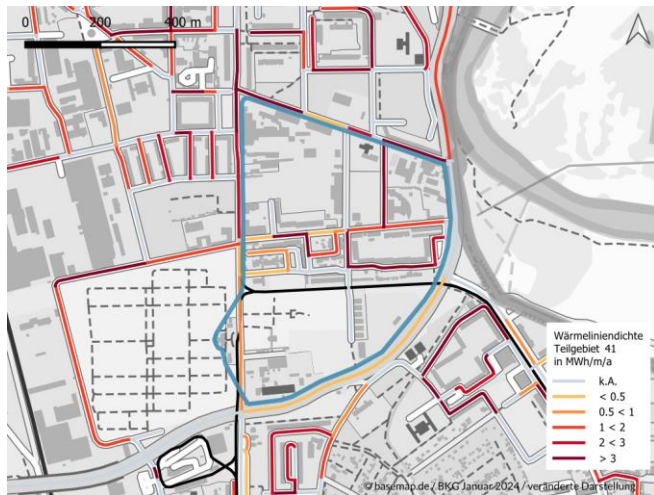 0 200 400 m
Wärmeliniendichte
Teilgebiet 41
in MWh/m/a
k.A.
< 0.5
0.5 < 1
1 < 2
2 < 3
> 3
© basemap.de / BKG Januar 2024 / veränderte Darstellung